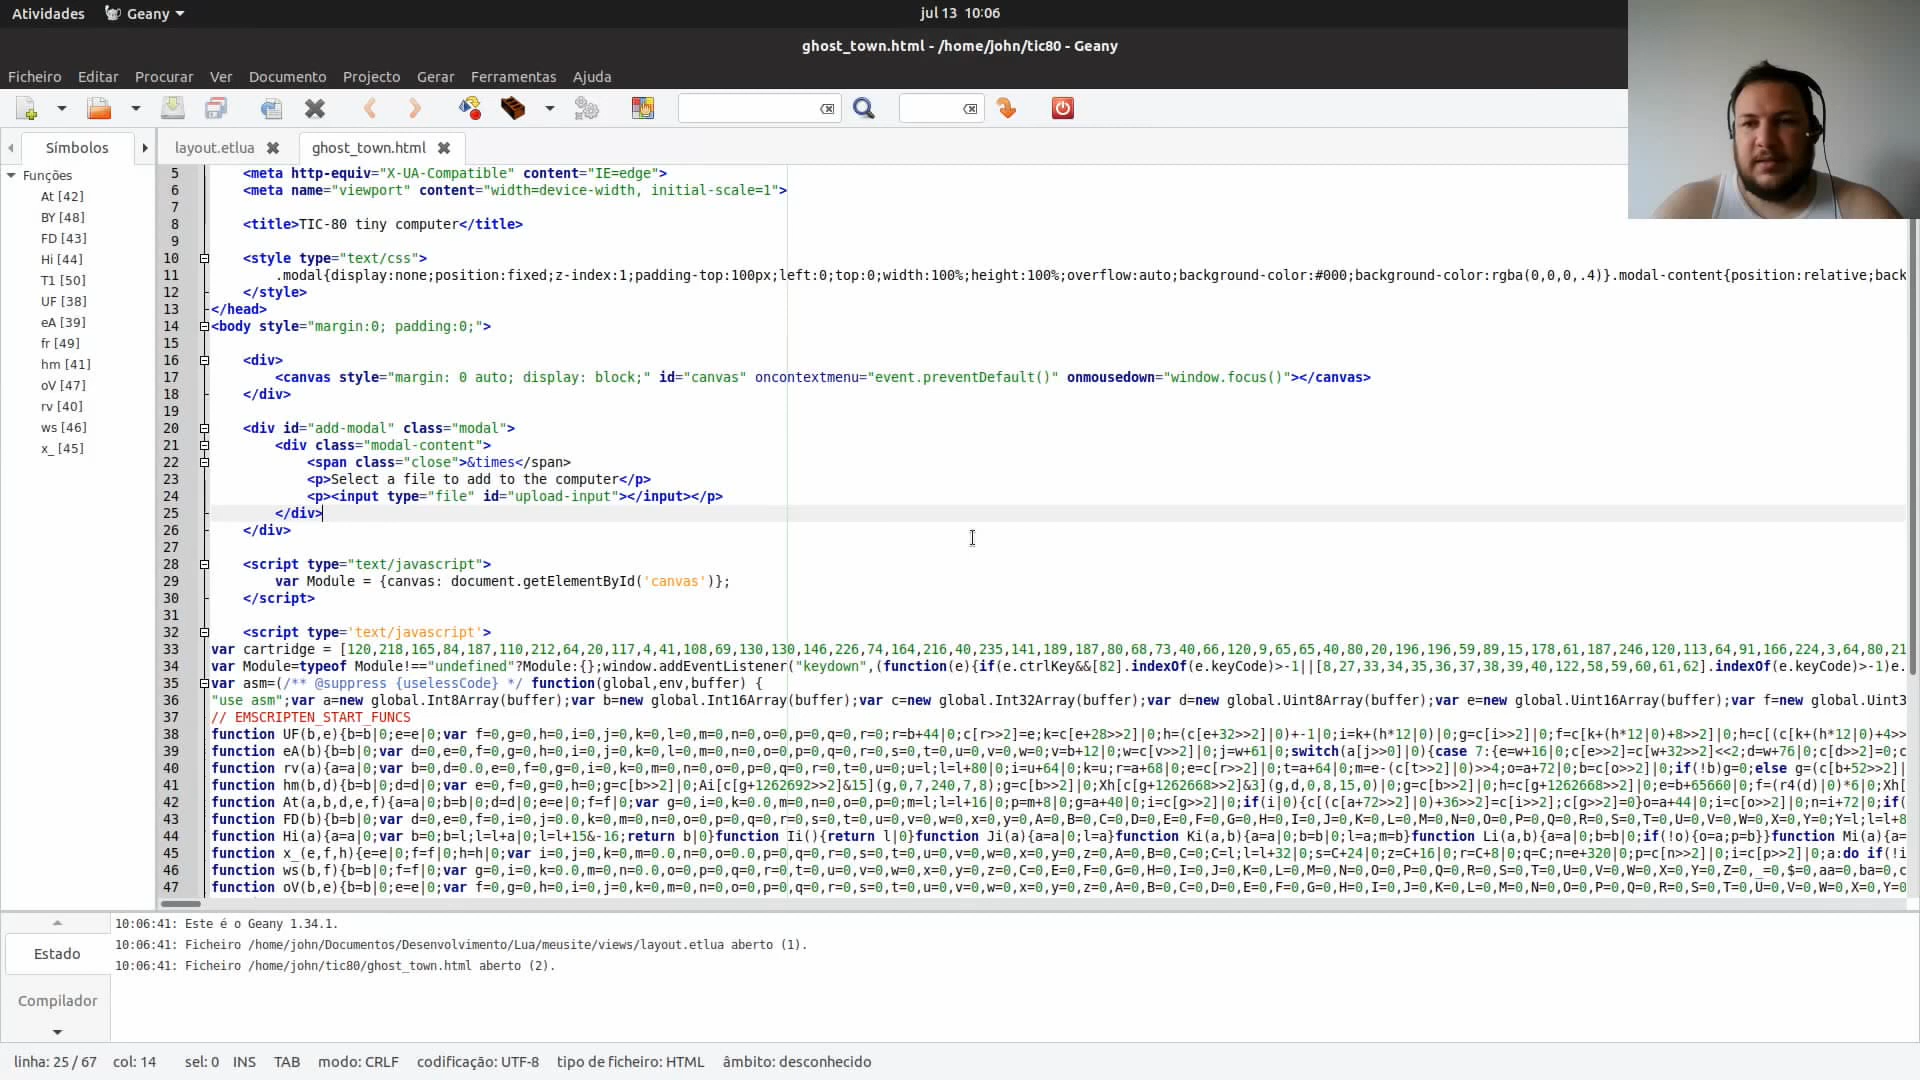 Atividades
Geany
jul 13 10:06
ghost_town.html - /home/john/tic80 - Geany
Ficheiro Editar Procurar Ver Documento Projecto Gerar Ferramentas Ajuda
Símbolos
layout.etlua
ghost_town.html
Funções
At [42]
BY [48]
FD [43]
Hi [44]
T1 [50]
UF [38]
eA [39]
fr [49]
hm [41]
oV [47]
rv [40]
ws [46]
x_ [45]
5 <meta http-equiv="X-UA-Compatible" content="IE=edge">
6 <meta name="viewport" content="width=device-width, initial-scale=1">
7
8 <title>TIC-80 tiny computer</title>
9
10 <style type="text/css">
11 .modal{display:none;position:fixed;z-index:1;padding-top:100px;left:0;top:0;width:100%;height:100%;overflow:auto;background-color:#000;background-color:rgba(0,0,0,.4)}.modal-content{position:relative;back
12 </style>
13 </head>
14 <body style="margin:0; padding:0;">
15
16 <div>
17 <canvas style="margin: 0 auto; display: block;" id="canvas" oncontextmenu="event.preventDefault()" onmousedown="window.focus()"></canvas>
18 </div>
19
20 <div id="add-modal" class="modal">
21 <div class="modal-content">
22 <span class="close">&times</span>
23 <p>Select a file to add to the computer</p>
24 <p><input type="file" id="upload-input"></input></p>
25 </div>
26 </div>
27
28 <script type="text/javascript">
29 var Module = {canvas: document.getElementById('canvas')};
30 </script>
31
32 <script type='text/javascript'>
33 var cartridge = [120,218,165,84,187,110,212,64,20,117,4,41,108,69,130,130,146,226,74,164,216,40,235,141,189,187,80,68,73,40,66,120,9,65,65,40,80,20,196,196,59,89,15,178,61,187,246,120,113,64,91,166,224,3,64,80,21
34 var Module=typeof Module!=="undefined"?Module:{};window.addEventListener("keydown",(function(e){if(e.ctrlKey&&[82].indexOf(e.keyCode)>-1||[8,27,33,34,35,36,37,38,39,40,122,58,59,60,61,62].indexOf(e.keyCode)>-1)e.
35 var asm=(/** @suppress {uselessCode} */ function(global,env,buffer) {
36 "use asm";var a=new global.Int8Array(buffer);var b=new global.Int16Array(buffer);var c=new global.Int32Array(buffer);var d=new global.Uint8Array(buffer);var e=new global.Uint16Array(buffer);var f=new global.Uint3
37 // EMSCRIPTEN_START_FUNCS
38 function UF(b,e){b=b|0;e=e|0;var f=0,g=0,h=0,i=0,j=0,k=0,l=0,m=0,n=0,o=0,p=0,q=0,r=0;r=b+44|0;c[r>>2]=e;k=c[e+28>>2]|0;h=(c[e+32>>2]|0)+-1|0;i=k+(h*12|0)|0;g=c[i>>2]|0;f=c[k+(h*12|0)+8>>2]|0;h=c[(c[k+(h*12|0)+4>>
39 function eA(b){b=b|0;var d=0,e=0,f=0,g=0,h=0,i=0,j=0,k=0,l=0,m=0,n=0,o=0,p=0,q=0,r=0,s=0,t=0,u=0,v=0,w=0;v=b+12|0;w=c[v>>2]|0;j=w+61|0;switch(a[j>>0]|0){case 7:{e=w+16|0;c[e>>2]=c[w+32>>2]<<2;d=w+76|0;c[d>>2]=0;c
40 function rv(a){a=a|0;var b=0,d=0.0,e=0,f=0,g=0,i=0,k=0,m=0,n=0,o=0,p=0,q=0,r=0,t=0,u=0;u=l;l=l+80|0;i=u+64|0;k=u;r=a+68|0;e=c[r>>2]|0;t=a+64|0;m=e-(c[t>>2]|0)>>4;o=a+72|0;b=c[o>>2]|0;if(!b)g=0;else g=(c[b+52>>2]|
41 function hm(b,d){b=b|0;d=d|0;var e=0,f=0,g=0,h=0;g=c[b>>2]|0;Ai[c[g+1262692>>2]&15](g,0,7,240,7,8);g=c[b>>2]|0;Xh[c[g+1262668>>2]&3](g,d,0,8,15,0)|0;g=c[b>>2]|0;h=c[g+1262668>>2]|0;e=b+65660|0;f=(r4(d)|0)*6|0;Xh[
42 function At(a,b,d,e,f){a=a|0;b=b|0;d=d|0;e=e|0;f=f|0;var g=0,i=0,k=0.0,m=0,n=0,o=0,p=0;m=l;l=l+16|0;p=m+8|0;g=a+40|0;i=c[g>>2]|0;if(i|0){c[(c[a+72>>2]|0)+36>>2]=c[i>>2];c[g>>2]=0}o=a+44|0;i=c[o>>2]|0;n=i+72|0;if(
43 function FD(b){b=b|0;var d=0,e=0,f=0,i=0,j=0.0,k=0,l=0,m=0,n=0,o=0,p=0,q=0,r=0,s=0,t=0,u=0,v=0,w=0,x=0,y=0,A=0,B=0,C=0,D=0,E=0,F=0,G=0,H=0,I=0,J=0,K=0,L=0,M=0,N=0,O=0,P=0,Q=0,R=0,S=0,T=0,U=0,V=0,W=0,X=0,Y=0;Y=l;l=l+8
44 function Hi(a){a=a|0;var b=0;b=l;l=l+a|0;l=l+15&-16;return b|0}function Ii(){return l|0}function Ji(a){a=a|0;l=a}function Ki(a,b){a=a|0;b=b|0;l=a;m=b}function Li(a,b){a=a|0;b=b|0;if(!o){o=a;p=b}}function Mi(a){a=
45 function x_(e,f,h){e=e|0;f=f|0;h=h|0;var i=0,j=0,k=0,m=0.0,n=0,o=0.0,p=0,q=0,r=0,s=0,t=0,u=0,v=0,w=0,x=0,y=0,z=0,A=0,B=0,C=0;C=l;l=l+32|0;s=C+24|0;z=C+16|0;r=C+8|0;q=C;n=e+320|0;p=c[n>>2]|0;i=c[p>>2]|0;a:do if(!i
46 function ws(b,f){b=b|0;f=f|0;var g=0,i=0,k=0.0,m=0,n=0.0,o=0,p=0,q=0,r=0,t=0,u=0,v=0,w=0,x=0,y=0,z=0,C=0,E=0,F=0,G=0,H=0,I=0,J=0,K=0,L=0,M=0,N=0,O=0,P=0,Q=0,R=0,S=0,T=0,U=0,V=0,W=0,X=0,Y=0,Z=0,_=0,$=0,aa=0,ba=0,c
47 function oV(b,e){b=b|0;e=e|0;var f=0,g=0,h=0,i=0,j=0,k=0,l=0,m=0,n=0,o=0,p=0,q=0,r=0,s=0,t=0,u=0,v=0,w=0,x=0,y=0,z=0,A=0,B=0,C=0,D=0,E=0,F=0,G=0,H=0,I=0,J=0,K=0,L=0,M=0,N=0,O=0,P=0,Q=0,R=0,S=0,T=0,U=0,V=0,W=0,X=0,Y=0
Estado
Compilador
10:06:41: Este é o Geany 1.34.1.
10:06:41: Ficheiro /home/john/Documentos/Desenvolvimento/Lua/meusite/views/layout.etlua aberto (1).
10:06:41: Ficheiro /home/john/tic80/ghost_town.html aberto (2).
linha: 25 / 67 col: 14 sel: 0 INS TAB modo: CRLF codificação: UTF-8 tipo de ficheiro: HTML âmbito: desconhecido